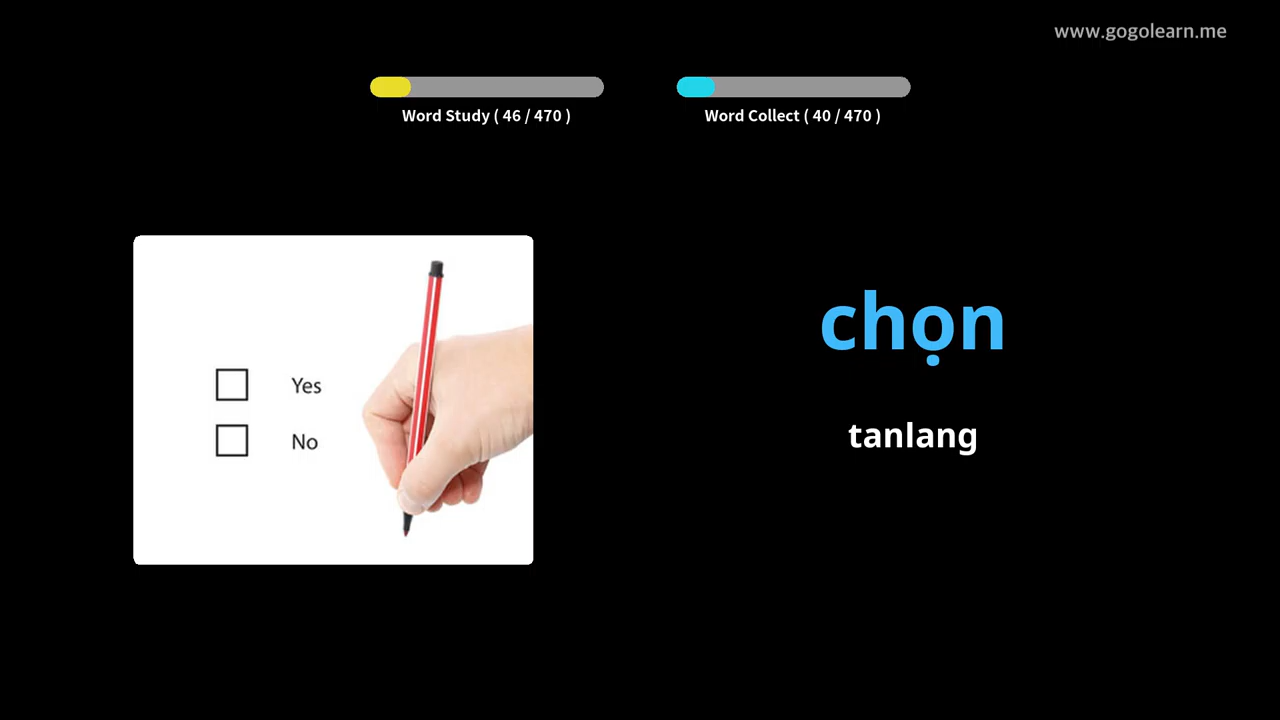 www.gogolearn.me
Word Study ( 46 / 470 )
Word Collect ( 40 / 470 )
Yes
No
chọn
tanlang